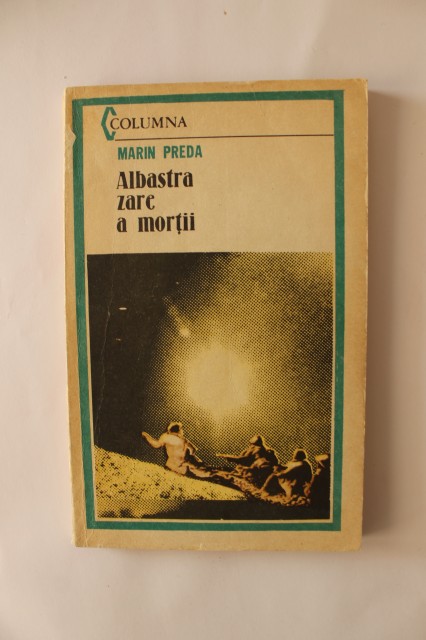 COLUMNA
MARIN PREDA
Albastra
zare
a morții